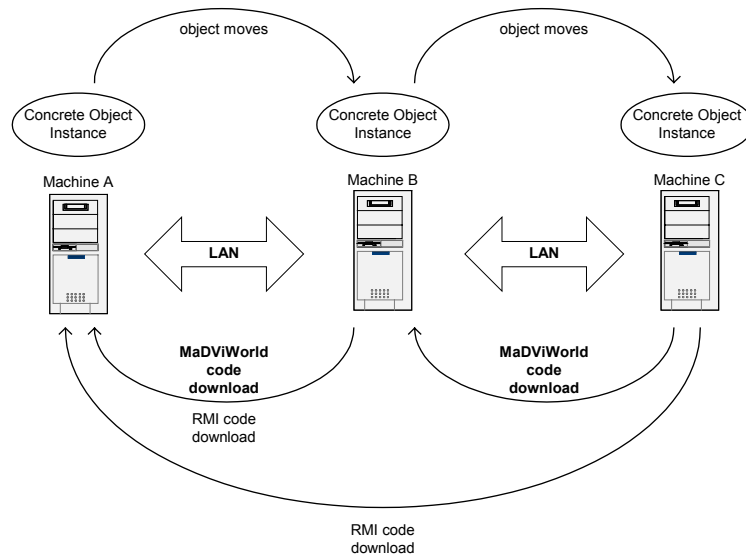 object moves
object moves
Concrete Object
Instance
Concrete Object
Instance
Concrete Object
Instance
Machine A
Machine B
Machine C
LAN
LAN
MaDViWorld
code
download
MaDViWorld
code
download
RMI code
download
RMI code
download